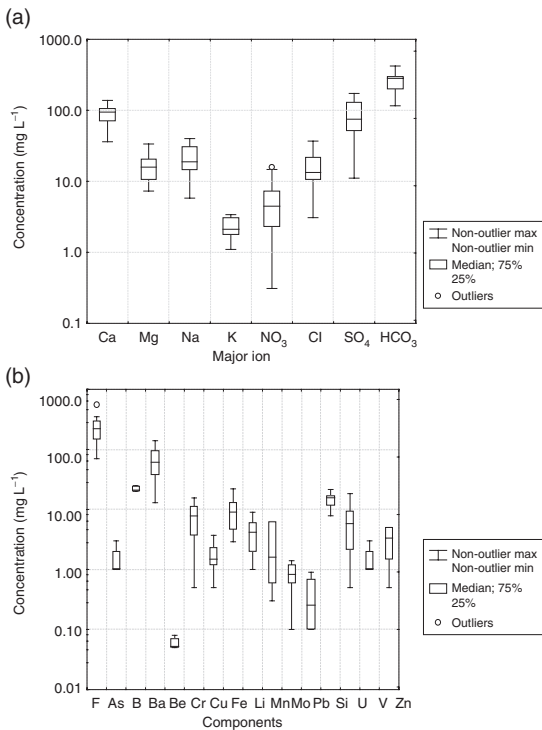 (a)
1000.0
100.0
10.0
1.0
0.1
Concentration (mg L−1)
Ca Mg Na K NO3 Cl SO4 HCO3
Major ion
Non-outlier max
Non-outlier min
Median; 75%
25%
Outliers
(b)
1000.0
100.0
10.00
1.00
0.10
0.01
Concentration (mg L−1)
F As B Ba Be Cr Cu Fe Li Mn Mo Pb Si U V Zn
Components
Non-outlier max
Non-outlier min
Median; 75%
25%
Outliers